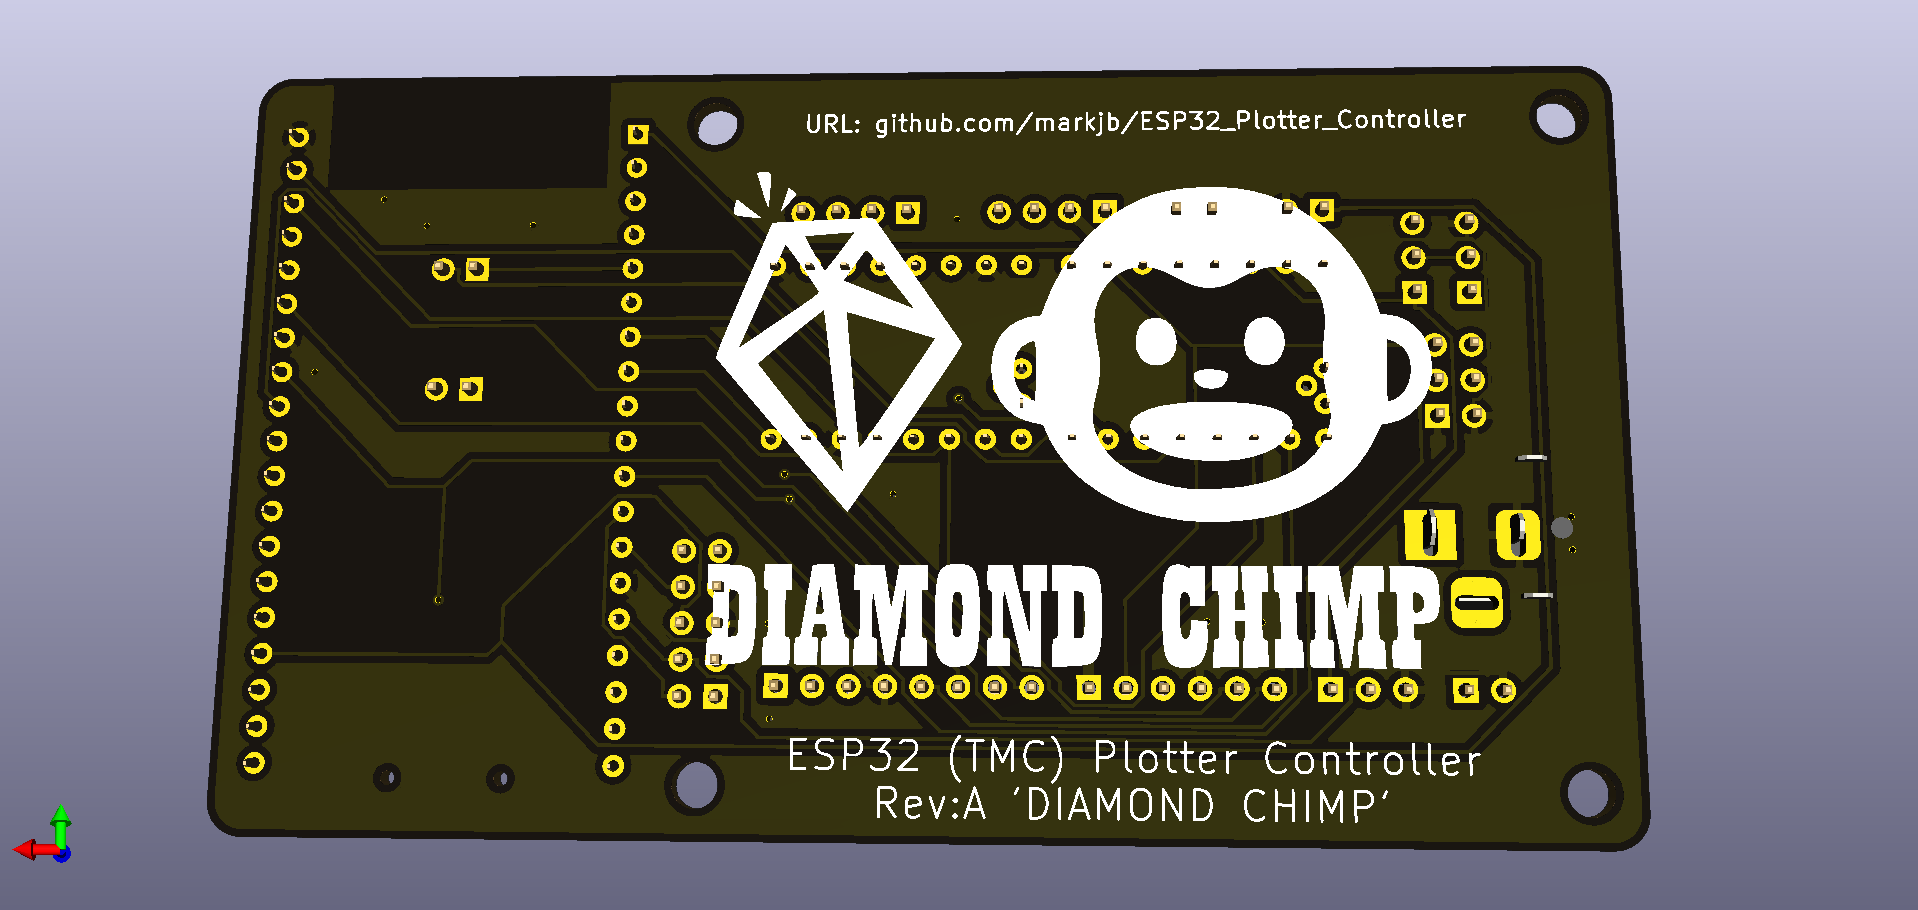 URL: github.com/markjb/ESP32_Plotter_Controller
DIAMOND CHIMP
ESP32 (TMC) Plotter Controller
Rev:A 'DIAMOND CHIMP'